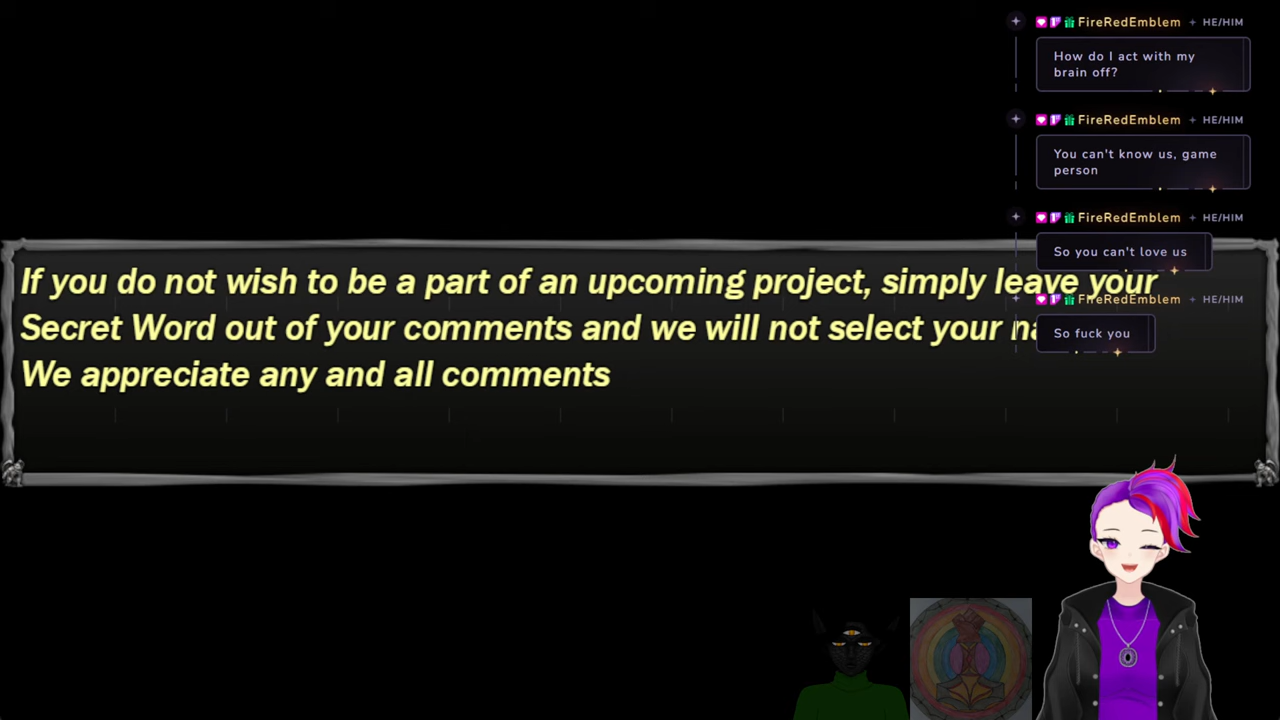 If you do not wish to be a part of an upcoming project, simply leave your
Secret Word out of your comments and we will not select your
We appreciate any and all comments
FireRedEmblem HE/HIM
How do I act with my
brain off?
FireRedEmblem HE/HIM
You can't know us, game
person
FireRedEmblem HE/HIM
So you can't love us
FireRedEmblem HE/HIM
So fuck you